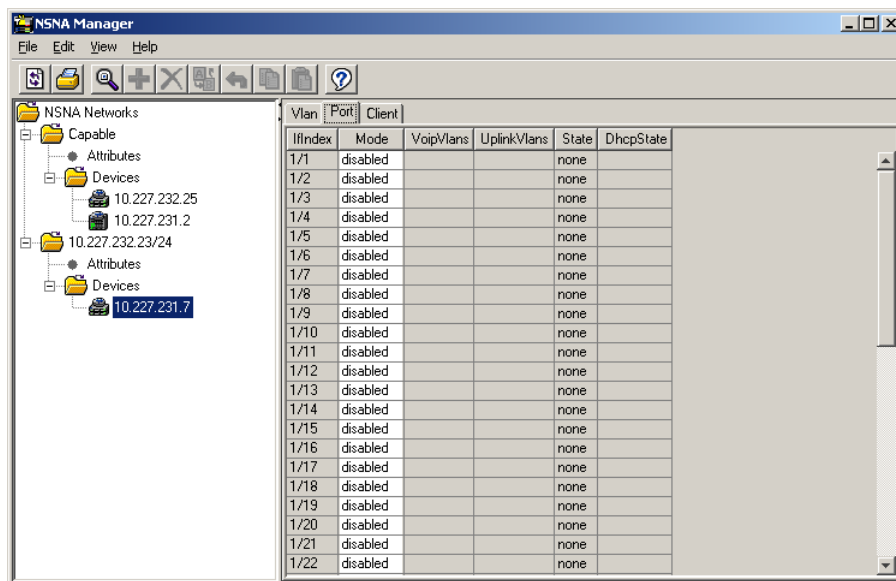 NSNA Manager
File Edit View Help
NSNA Networks
Capable
Attributes
Devices
10.227.232.25
10.227.231.2
10.227.232.23/24
Attributes
Devices
10.227.231.7
Vlan Port Client
IfIndex Mode VoipVlans UplinkVlans State DhcpState
1/1 disabled none
1/2 disabled none
1/3 disabled none
1/4 disabled none
1/5 disabled none
1/6 disabled none
1/7 disabled none
1/8 disabled none
1/9 disabled none
1/10 disabled none
1/11 disabled none
1/12 disabled none
1/13 disabled none
1/14 disabled none
1/15 disabled none
1/16 disabled none
1/17 disabled none
1/18 disabled none
1/19 disabled none
1/20 disabled none
1/21 disabled none
1/22 disabled none